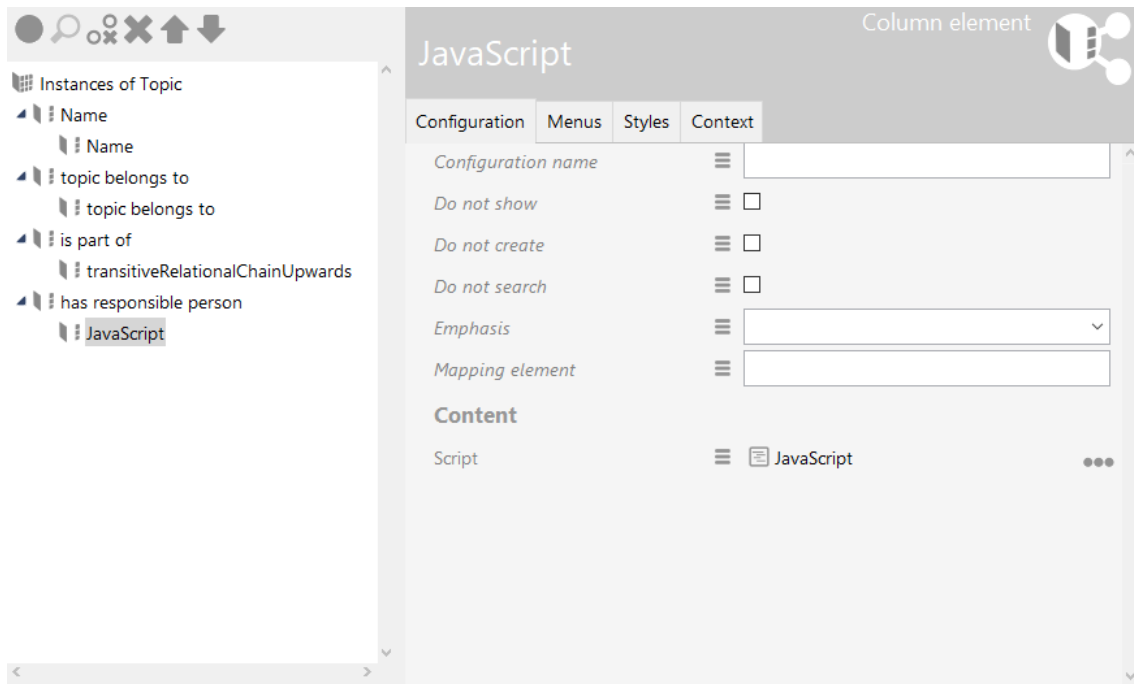 Column element
JavaScript
Instances of Topic
Name
Name
topic belongs to
topic belongs to
is part of
transitiveRelationalChainUpwards
has responsible person
JavaScript
Configuration Menus Styles Context
Configuration name
Do not show
Do not create
Do not search
Emphasis
Mapping element
Content
Script JavaScript